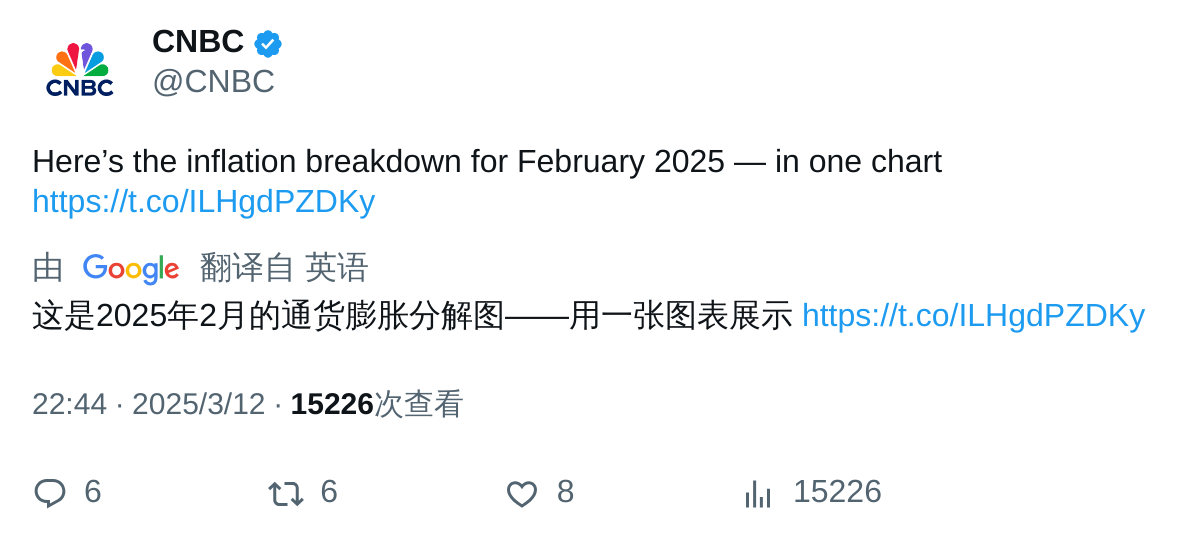 CNBC
CNBC
@CNBC
Here’s the inflation breakdown for February 2025 — in one chart
https://t.co/ILHgdPZDKy
由 Google 翻译自 英语
这是2025年2月的通货膨胀分解图——用一张图表展示 https://t.co/ILHgdPZDKy
22:44 · 2025/3/12 · 15226次查看
6 6 8 15226